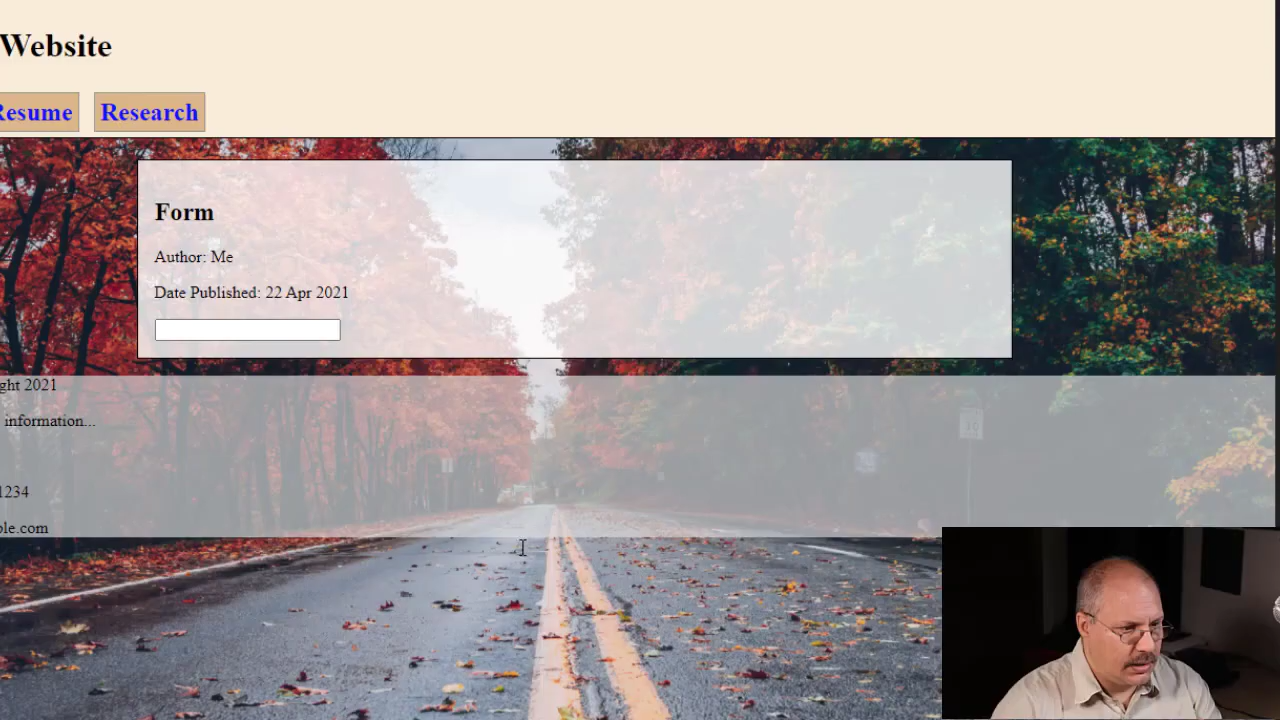 Website
Resume Research
Form
Author: Me
Date Published: 22 Apr 2021
ght 2021
information...
1234
ple.com